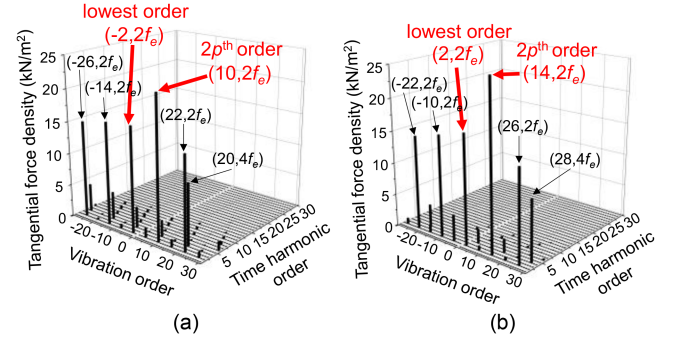 lowest order
(-2,2fe)
2pth order
(10,2fe)
(-26,2fe)
(-14,2fe)
(22,2fe)
(20,4fe)
Tangential force density (kN/m2)
25
20
15
10
5
0
-20
-10
0
10
20
30
Vibration order
5
10
15
20
25
30
Time harmonic
order
(a)
lowest order
(2,2fe)
2pth order
(14,2fe)
(-22,2fe)
(-10,2fe)
(26,2fe)
(28,4fe)
Tangential force density (kN/m2)
25
20
15
10
5
0
-20
-10
0
10
20
30
Vibration order
5
10
15
20
25
30
Time harmonic
order
(b)